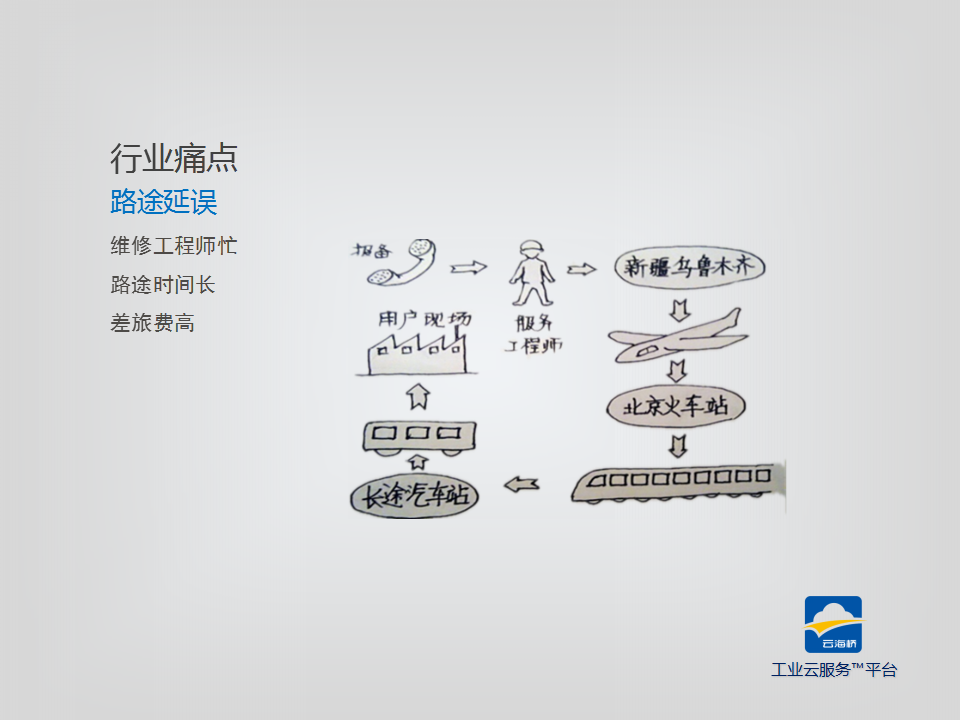 行业痛点
路途延误
维修工程师忙
路途时间长
差旅费高
报备
服务
工程师
新疆乌鲁木齐
北京火车站
长途汽车站
用户现场
云海桥
工业云服务™平台